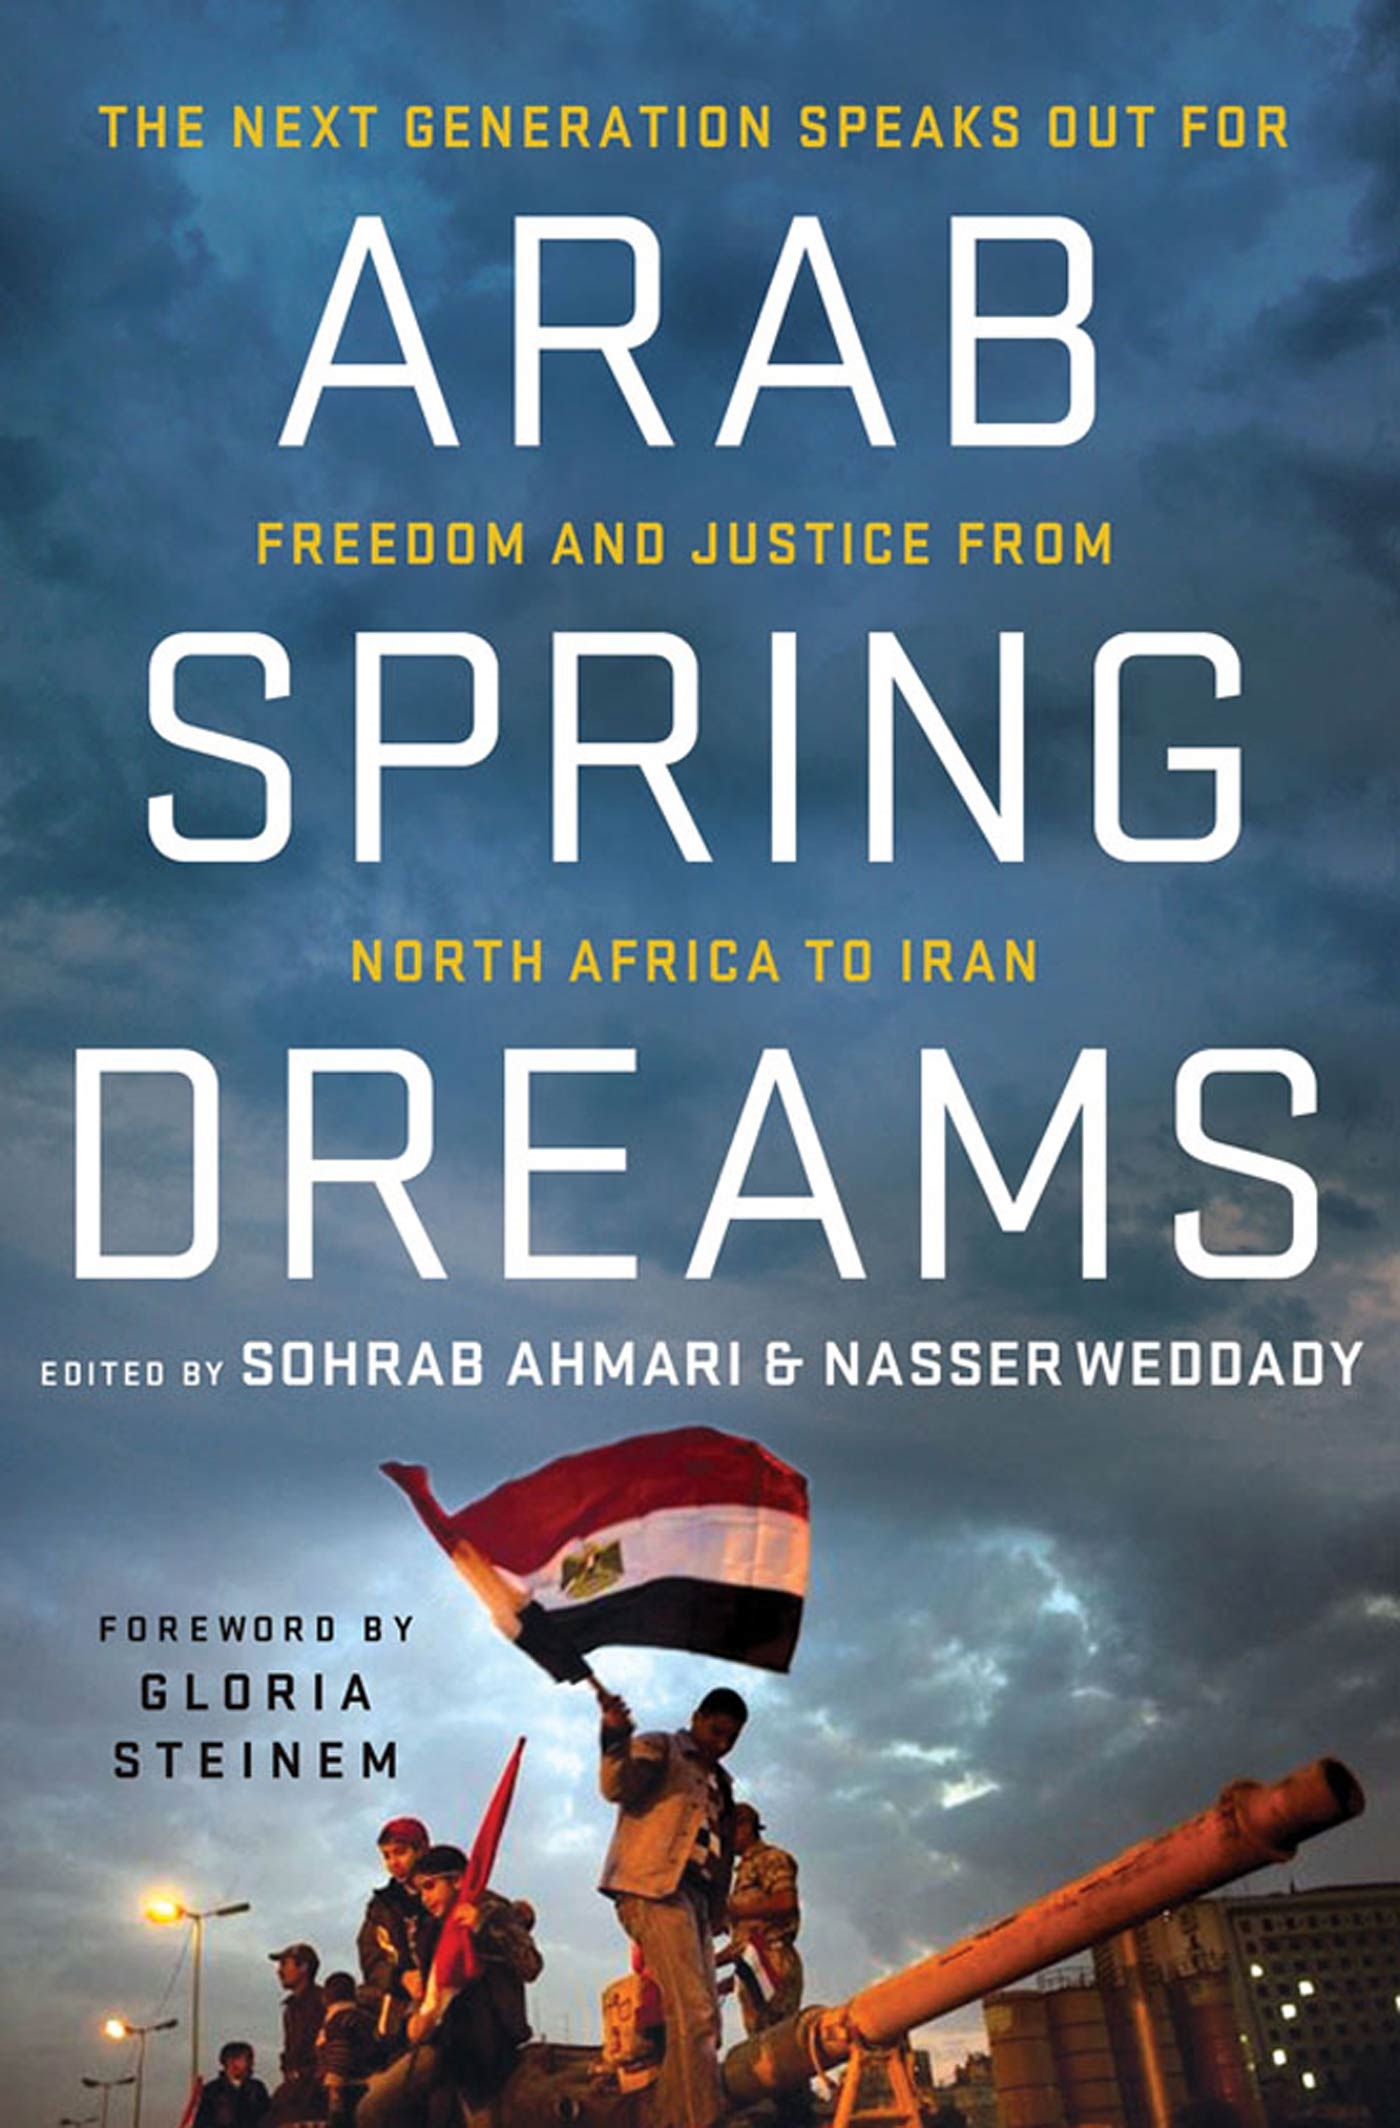 THE NEXT GENERATION SPEAKS OUT FOR
ARAB
FREEDOM AND JUSTICE FROM
SPRING
NORTH AFRICA TO IRAN
DREAMS
EDITED BY SOHRAB AHMARI & NASSER WEDDADY
FOREWORD BY
GLORIA
STEINEM